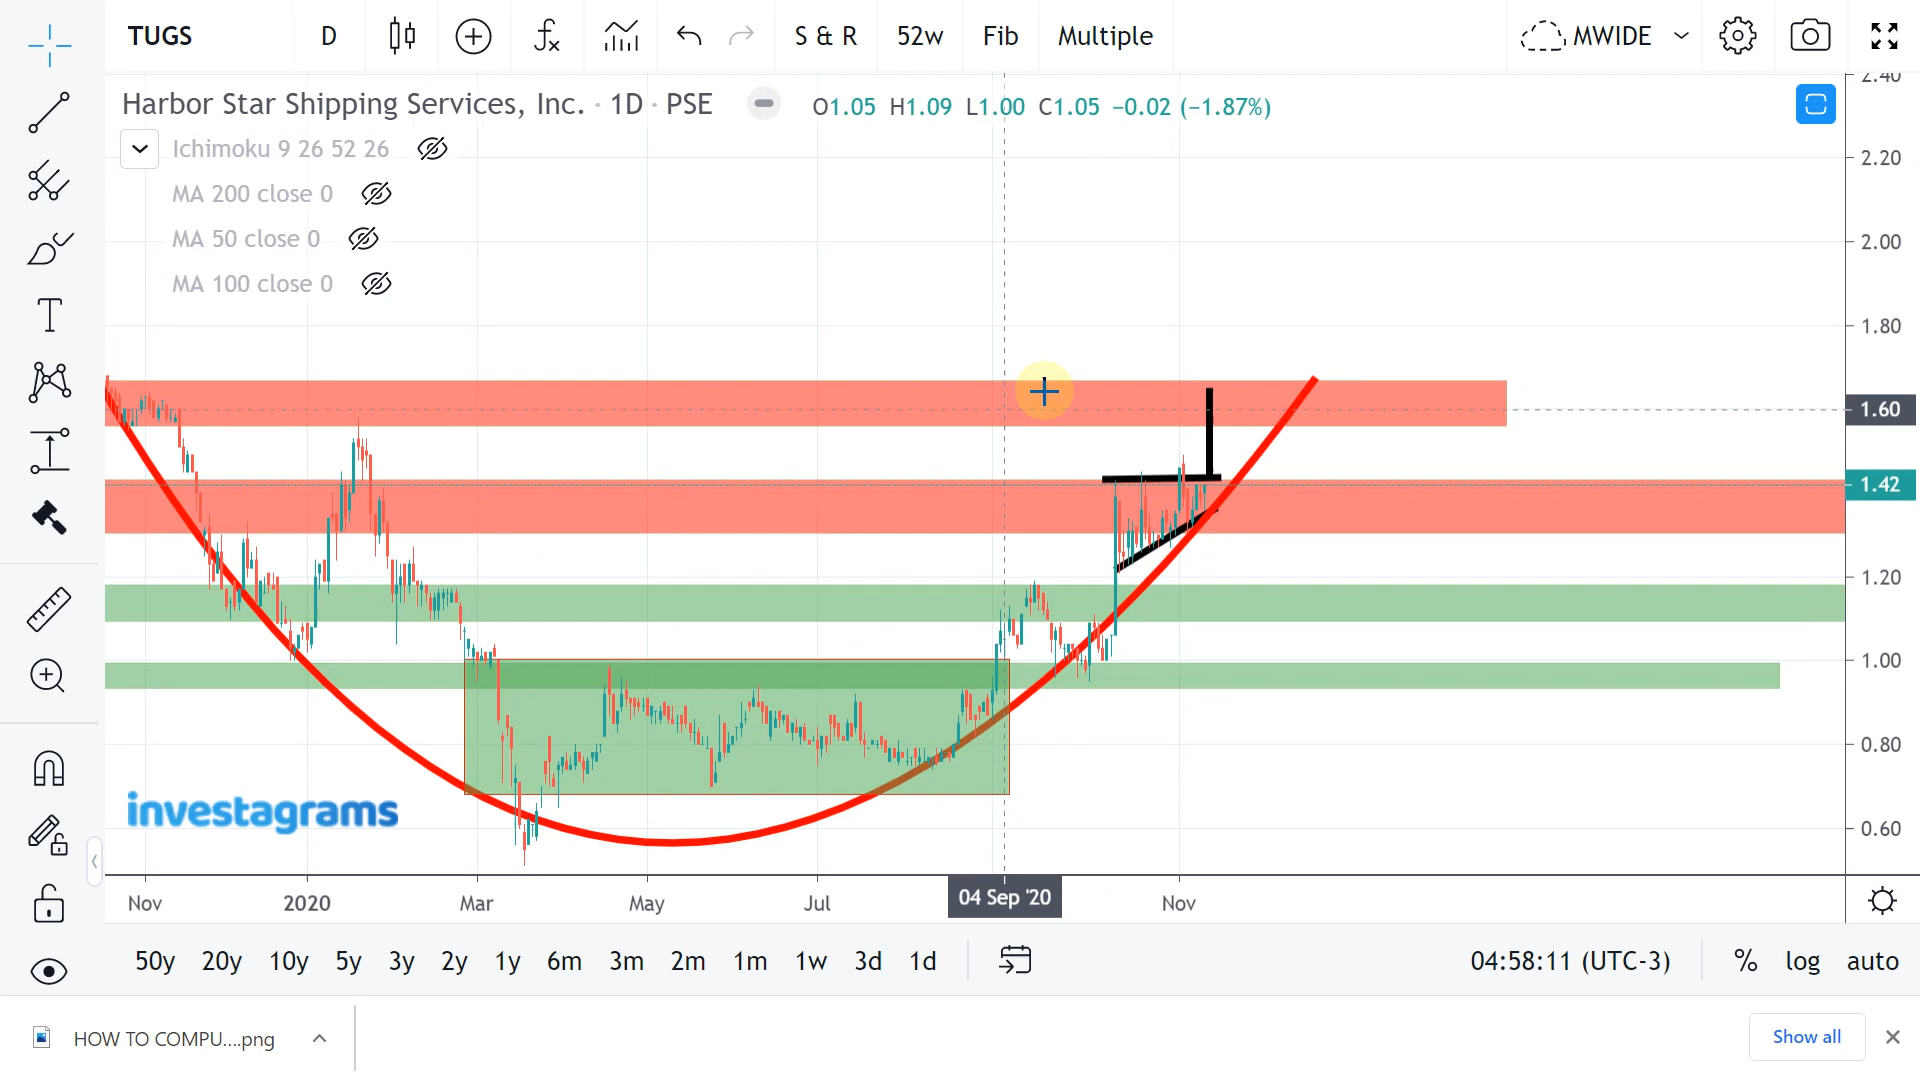 TUGS D S & R 52w Fib Multiple MWIDE
2.40
Harbor Star Shipping Services, Inc. · 1D · PSE O1.05 H1.09 L1.00 C1.05 −0.02 (−1.87%)
Ichimoku 9 26 52 26
2.20
MA 200 close 0
MA 50 close 0
2.00
MA 100 close 0
1.80
1.60
1.42
1.20
1.00
0.80
investagrams
0.60
Nov 2020 Mar May Jul 04 Sep '20 Nov
50y 20y 10y 5y 3y 2y 1y 6m 3m 2m 1m 1w 3d 1d 04:58:11 (UTC-3) % log auto
HOW TO COMPU....png Show all